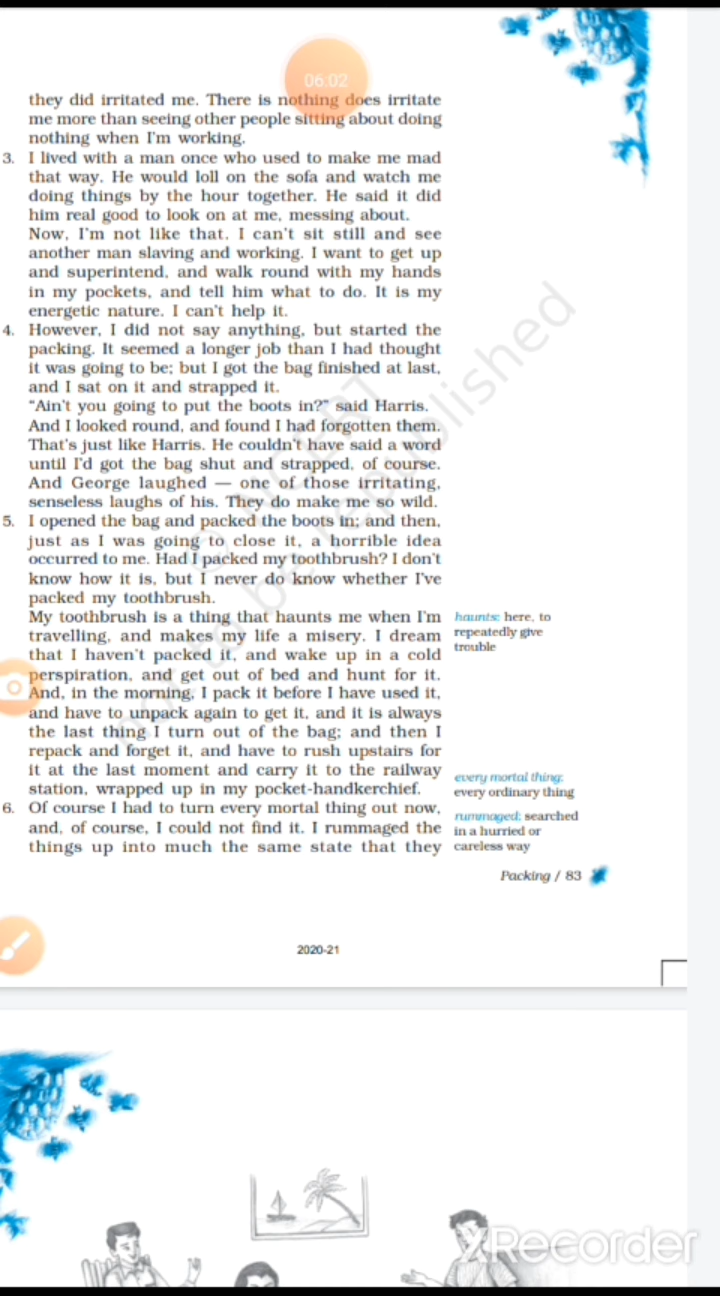 06:02
they did irritated me. There is nothing does irritate
me more than seeing other people sitting about doing
nothing when I'm working.
3. I lived with a man once who used to make me mad
that way. He would loll on the sofa and watch me
doing things by the hour together. He said it did
him real good to look on at me, messing about.
Now, I'm not like that. I can't sit still and see
another man slaving and working. I want to get up
and superintend, and walk round with my hands
in my pockets, and tell him what to do. It is my
energetic nature. I can't help it.
4. However, I did not say anything, but started the
packing. It seemed a longer job than I had thought
it was going to be; but I got the bag finished at last,
and I sat on it and strapped it.
“Ain't you going to put the boots in?” said Harris.
And I looked round, and found I had forgotten them.
That's just like Harris. He couldn't have said a word
until I'd got the bag shut and strapped, of course.
And George laughed — one of those irritating,
senseless laughs of his. They do make me so wild.
5. I opened the bag and packed the boots in; and then,
just as I was going to close it, a horrible idea
occurred to me. Had I packed my toothbrush? I don't
know how it is, but I never do know whether I've
packed my toothbrush.
My toothbrush is a thing that haunts me when I'm
travelling, and makes my life a misery. I dream
that I haven't packed it, and wake up in a cold
perspiration, and get out of bed and hunt for it.
And, in the morning, I pack it before I have used it,
and have to unpack again to get it, and it is always
the last thing I turn out of the bag; and then I
repack and forget it, and have to rush upstairs for
it at the last moment and carry it to the railway
station, wrapped up in my pocket-handkerchief.
6. Of course I had to turn every mortal thing out now,
and, of course, I could not find it. I rummaged the
things up into much the same state that they
haunts: here, to
repeatedly give
trouble
every mortal thing:
every ordinary thing
rummaged: searched
in a hurried or
careless way
Packing / 83
2020-21
© NCERT
not to be republished
XRecorder